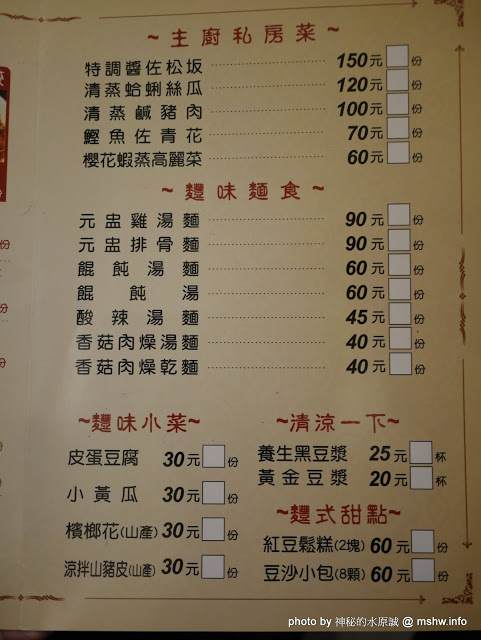 ~主廚私房菜~
特調醬佐松坂 150元 份
清蒸蛤蜊絲瓜 120元 份
清蒸鹹豬肉 100元 份
鰹魚佐青花 70元 份
櫻花蝦蒸高麗菜 60元 份
~麵味麵食~
元盅雞湯麵 90元 份
元盅排骨麵 90元 份
餛飩湯麵 60元 份
餛飩湯 60元 份
酸辣湯麵 45元 份
香菇肉燥湯麵 40元 份
香菇肉燥乾麵 40元 份
~麵味小菜~
皮蛋豆腐 30元 份
小黃瓜 30元 份
檳榔花(山產) 30元 份
涼拌山豬皮(山產) 30元 份
~清涼一下~
養生黑豆漿 25元 杯
黃金豆漿 20元 杯
~麵式甜點~
紅豆鬆糕(2塊) 60元 份
豆沙小包(8顆) 60元 份
photo by 神秘的水原誠 @ mshw.info